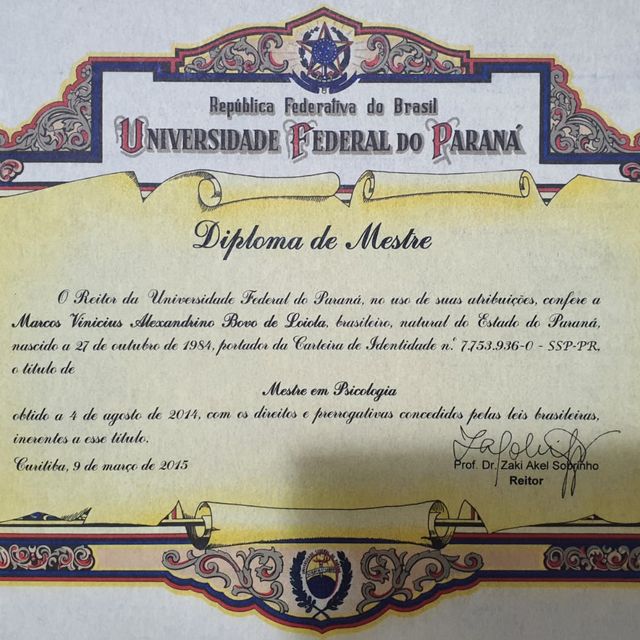 República Federativa do Brasil
UNIVERSIDADE FEDERAL DO PARANÁ
Diploma de Mestre
O Reitor da Universidade Federal do Paraná, no uso de suas atribuições, confere a
Marcos Vinicius Alexandrino Bovo de Loiola, brasileiro, natural do Estado do Paraná,
nascido a 27 de outubro de 1984, portador da Carteira de Identidade n.º 7.753.936-0 - SSP-PR,
o título de
Mestre em Psicologia
obtido a 4 de agosto de 2014, com os direitos e prerrogativas concedidos pelas leis brasileiras,
inerentes a esse título.
Curitiba, 9 de março de 2015
Prof. Dr. Zaki Akel Sobrinho
Reitor